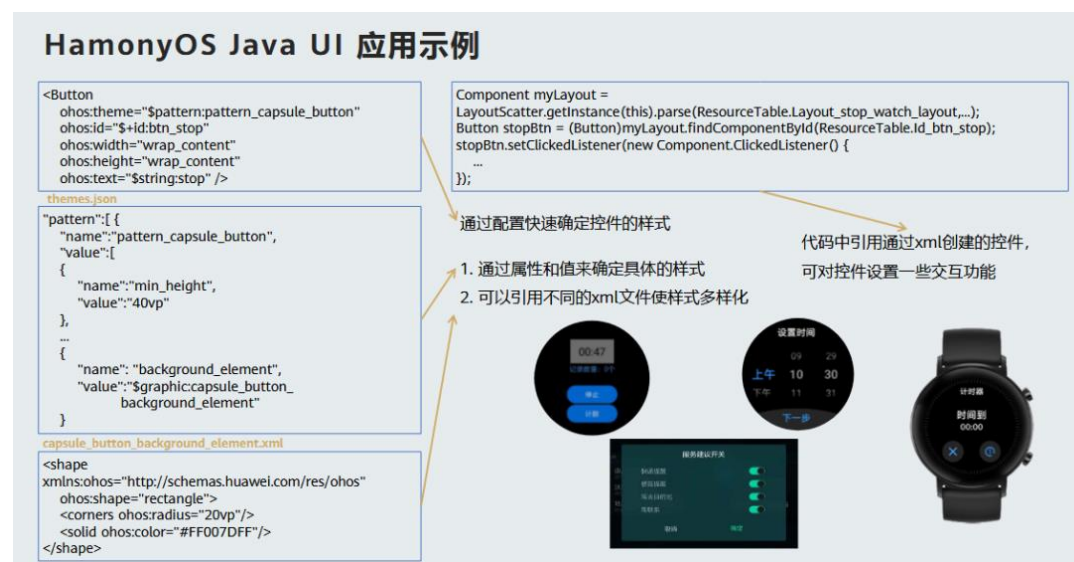 HamonyOS Java UI 应用示例
<Button
ohos:theme="$pattern:pattern_capsule_button"
ohos:id="$+id:btn_stop"
ohos:width="wrap_content"
ohos:height="wrap_content"
ohos:text="$string:stop" />
themes.json
"pattern":[ {
"name":"pattern_capsule_button",
"value":[
{
"name":"min_height",
"value":"40vp"
},
...
{
"name": "background_element",
"value":"$graphic:capsule_button_
background_element"
}
capsule_button_background_element.xml
<shape
xmlns:ohos="http://schemas.huawei.com/res/ohos"
ohos:shape="rectangle">
<corners ohos:radius="20vp"/>
<solid ohos:color="#FF007DFF"/>
</shape>
Component myLayout =
LayoutScatter.getInstance(this).parse(ResourceTable.Layout_stop_watch_layout,...);
Button stopBtn = (Button)myLayout.findComponentById(ResourceTable.Id_btn_stop);
stopBtn.setClickedListener(new Component.ClickedListener() {
...
});
通过配置快速确定控件的样式
1. 通过属性和值来确定具体的样式
2. 可以引用不同的xml文件使样式多样化
代码中引用通过xml创建的控件，
可对控件设置一些交互功能
00:47
停止
计数
设置时间
09 29
上午 10 30
下午 11 31
下一步
服务建议开关
取消 确定
计时器
时间到
00:00